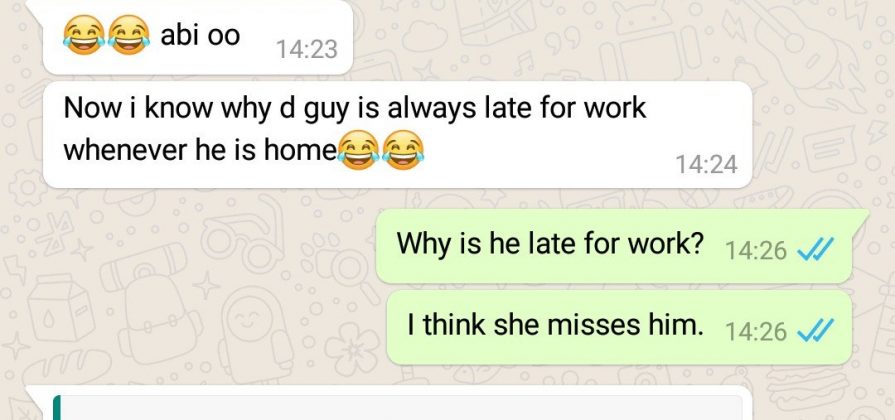 😂😂 abi oo
14:23
Now i know why d guy is always late for work
whenever he is home😂😂
14:24
Why is he late for work?
14:26
I think she misses him.
14:26